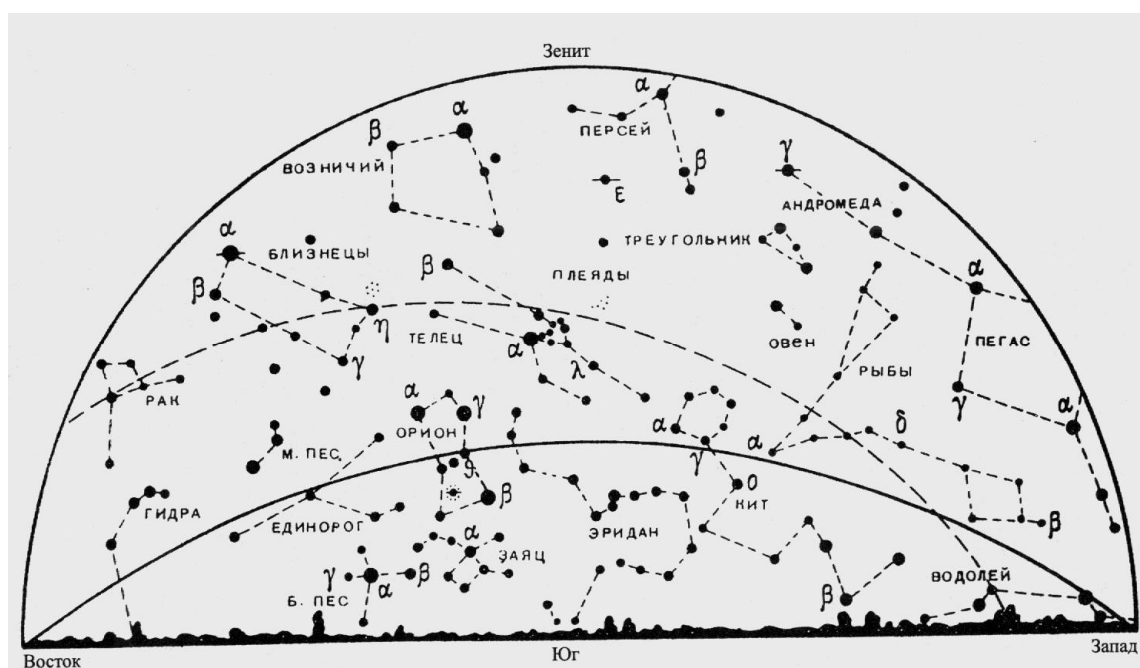 Зенит
α
α
ПЕРСЕЙ
β
γ
ВОЗНИЧИЙ
β
ε
АНДРОМЕДА
α
БЛИЗНЕЦЫ
ТРЕУГОЛЬНИК
β
ПЛЕЯДЫ
α
β
η
ТЕЛЕЦ
α
ОВЕН
ПЕГАС
γ
λ
РЫБЫ
РАК
α
γ
γ
α
ОРИОН
α
δ
α
М. ПЕС
ϑ
γ
ο
β
КИТ
ГИДРА
ЕДИНОРОГ
ЭРИДАН
β
α
ЗАЯЦ
γ
α
β
ВОДОЛЕЙ
Б. ПЕС
β
Восток
Юг
Запад